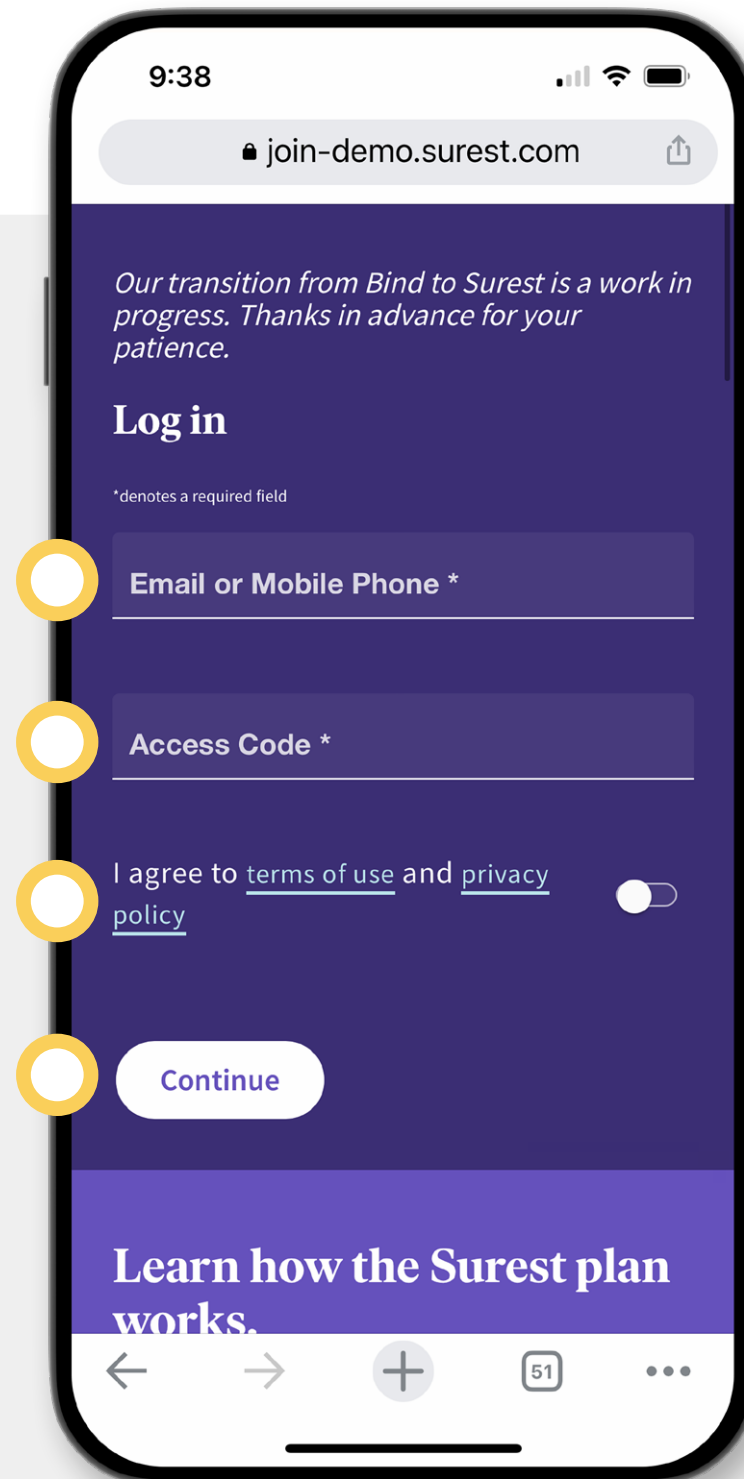 9:38
join-demo.surest.com
Our transition from Bind to Surest is a work in
progress. Thanks in advance for your
patience.
Log in
*denotes a required field
Email or Mobile Phone *
Access Code *
I agree to terms of use and privacy
policy
Continue
Learn how the Surest plan
works.
51